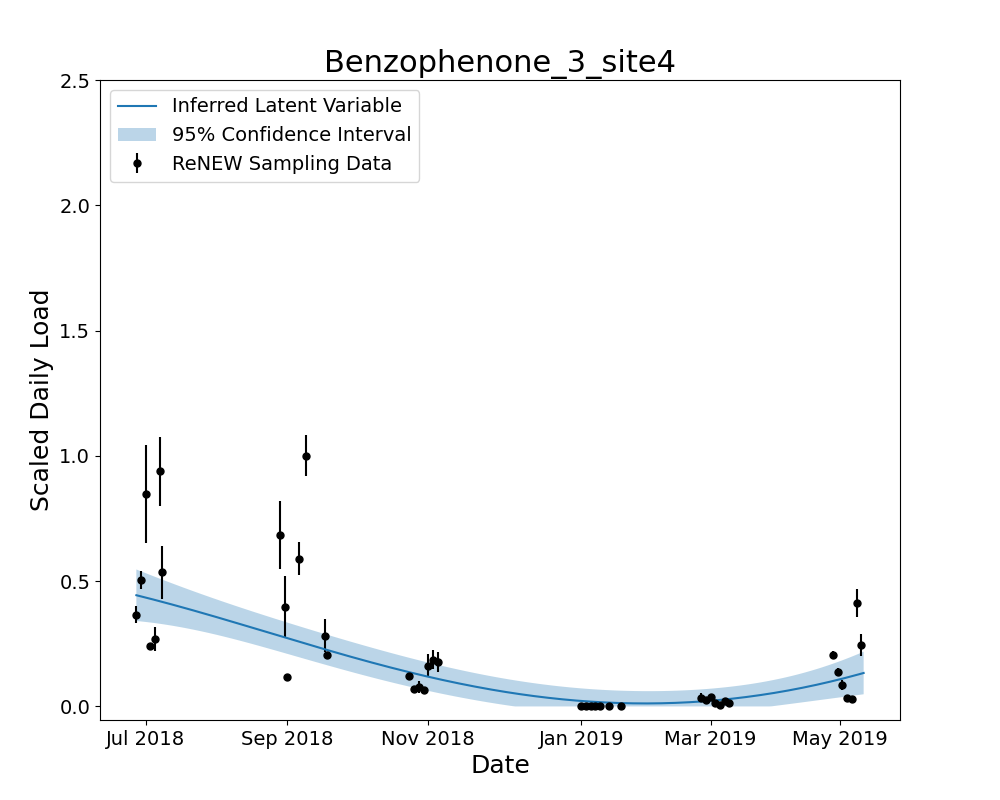 Benzophenone_3_site4
Inferred Latent Variable
95% Confidence Interval
ReNEW Sampling Data
Scaled Daily Load
2.5
2.0
1.5
1.0
0.5
0.0
Jul 2018 Sep 2018 Nov 2018 Jan 2019 Mar 2019 May 2019
Date